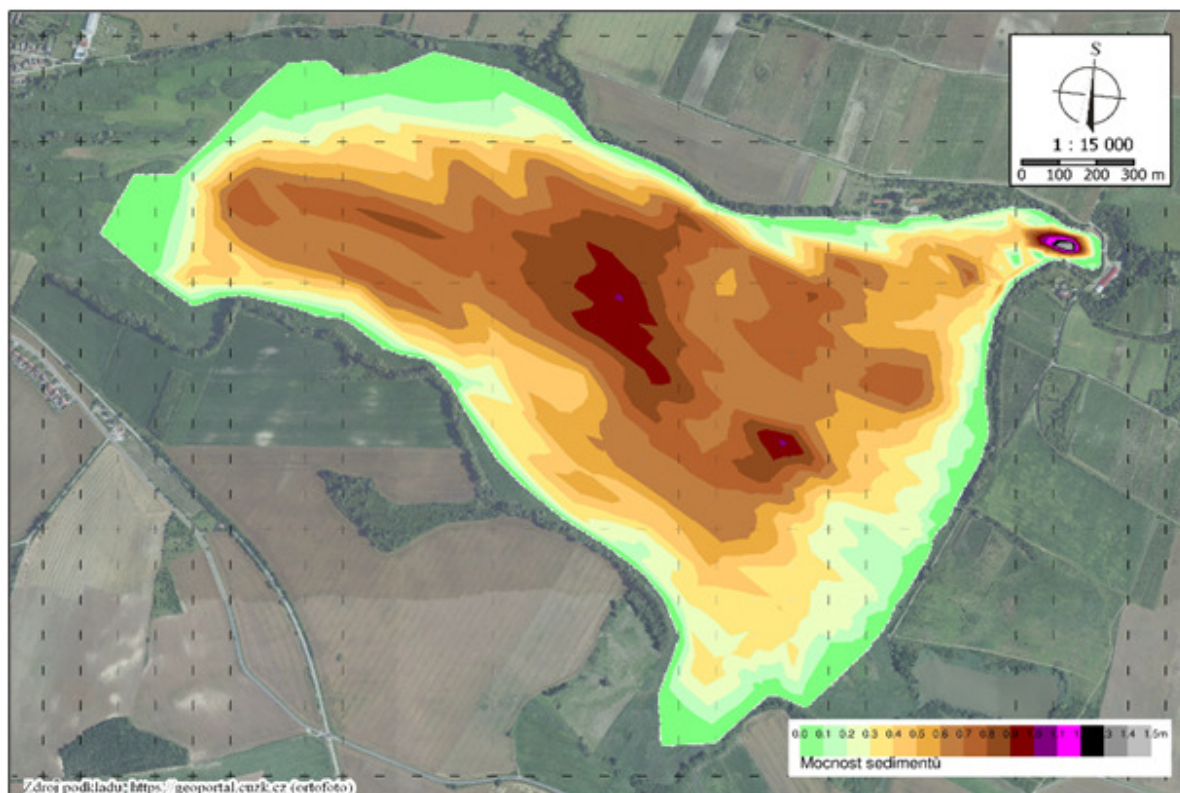 S
1 : 15 000
0 100 200 300 m
0.0 0.1 0.2 0.3 0.4 0.5 0.6 0.7 0.8 0.9 1.0 1.1 1.2 1.3 1.4 1.5m
Mocnost sedimentů
Zdroj podkladu: https://geoportal.cuzk.cz (ortofoto)